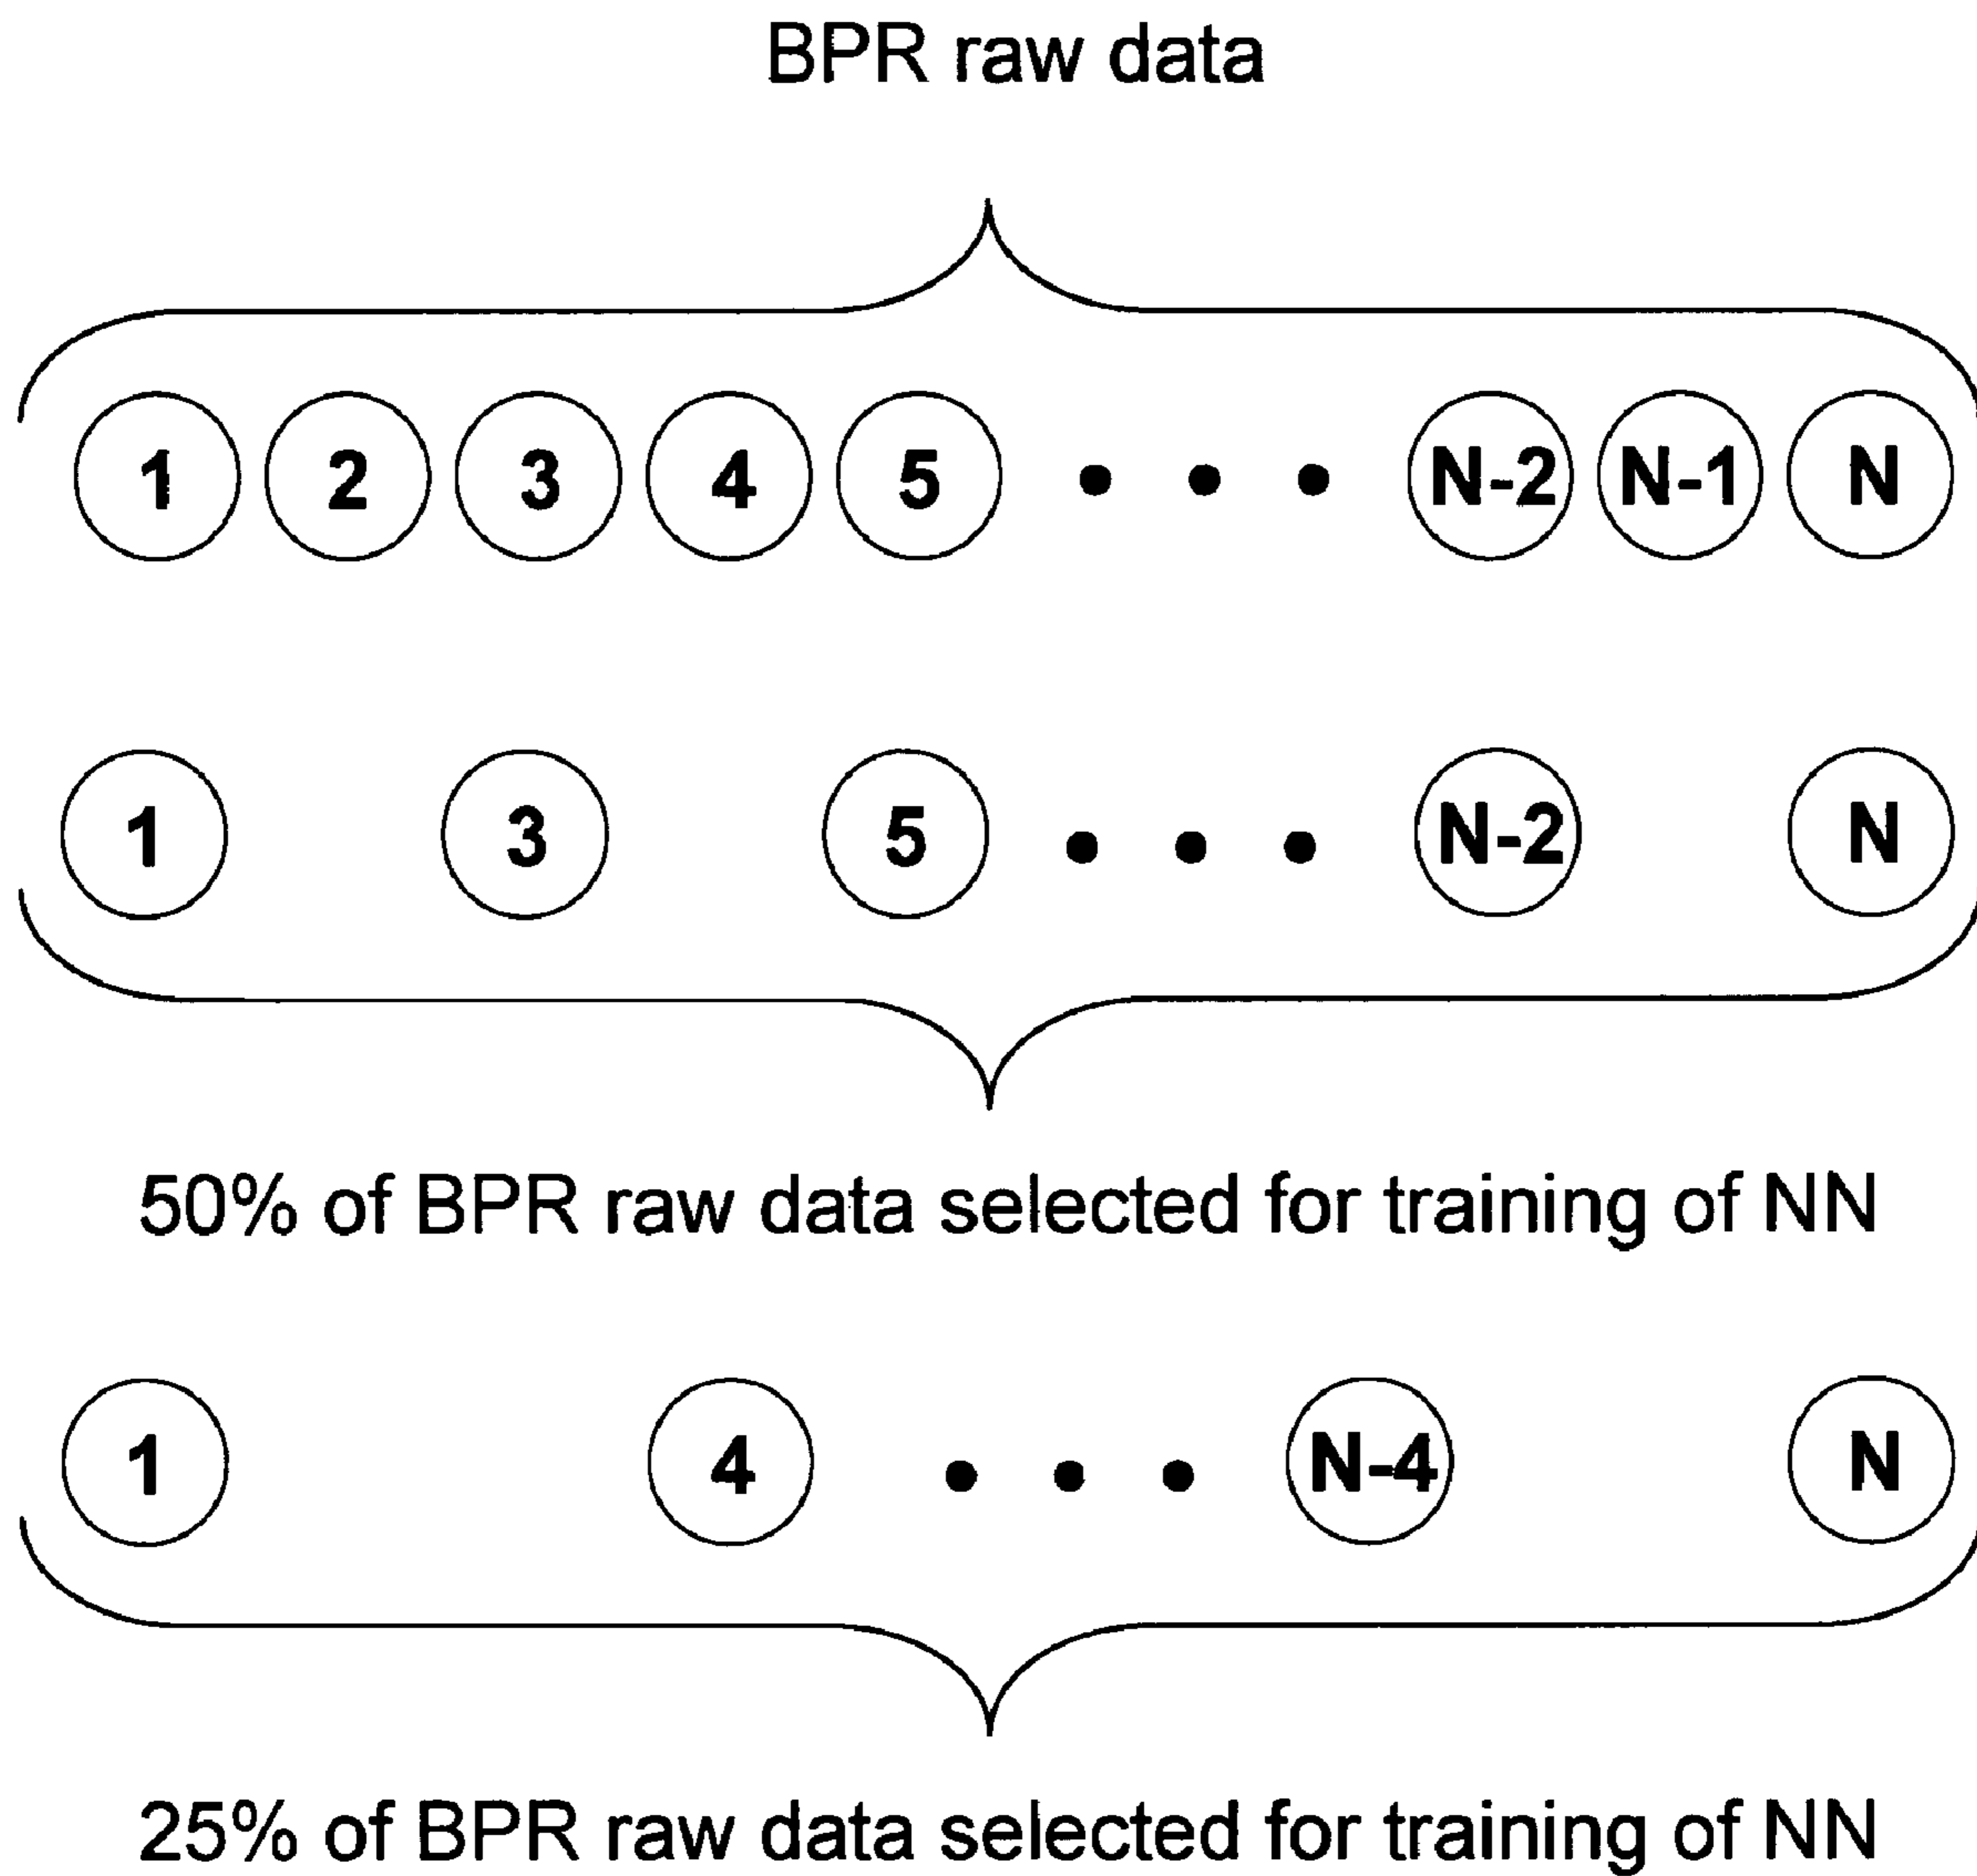 BPR raw data
1 2 3 4 5 • • • N-2 N-1 N
1 3 5 • • • N-2 N
50% of BPR raw data selected for training of NN
1 4 • • • N-4 N
25% of BPR raw data selected for training of NN